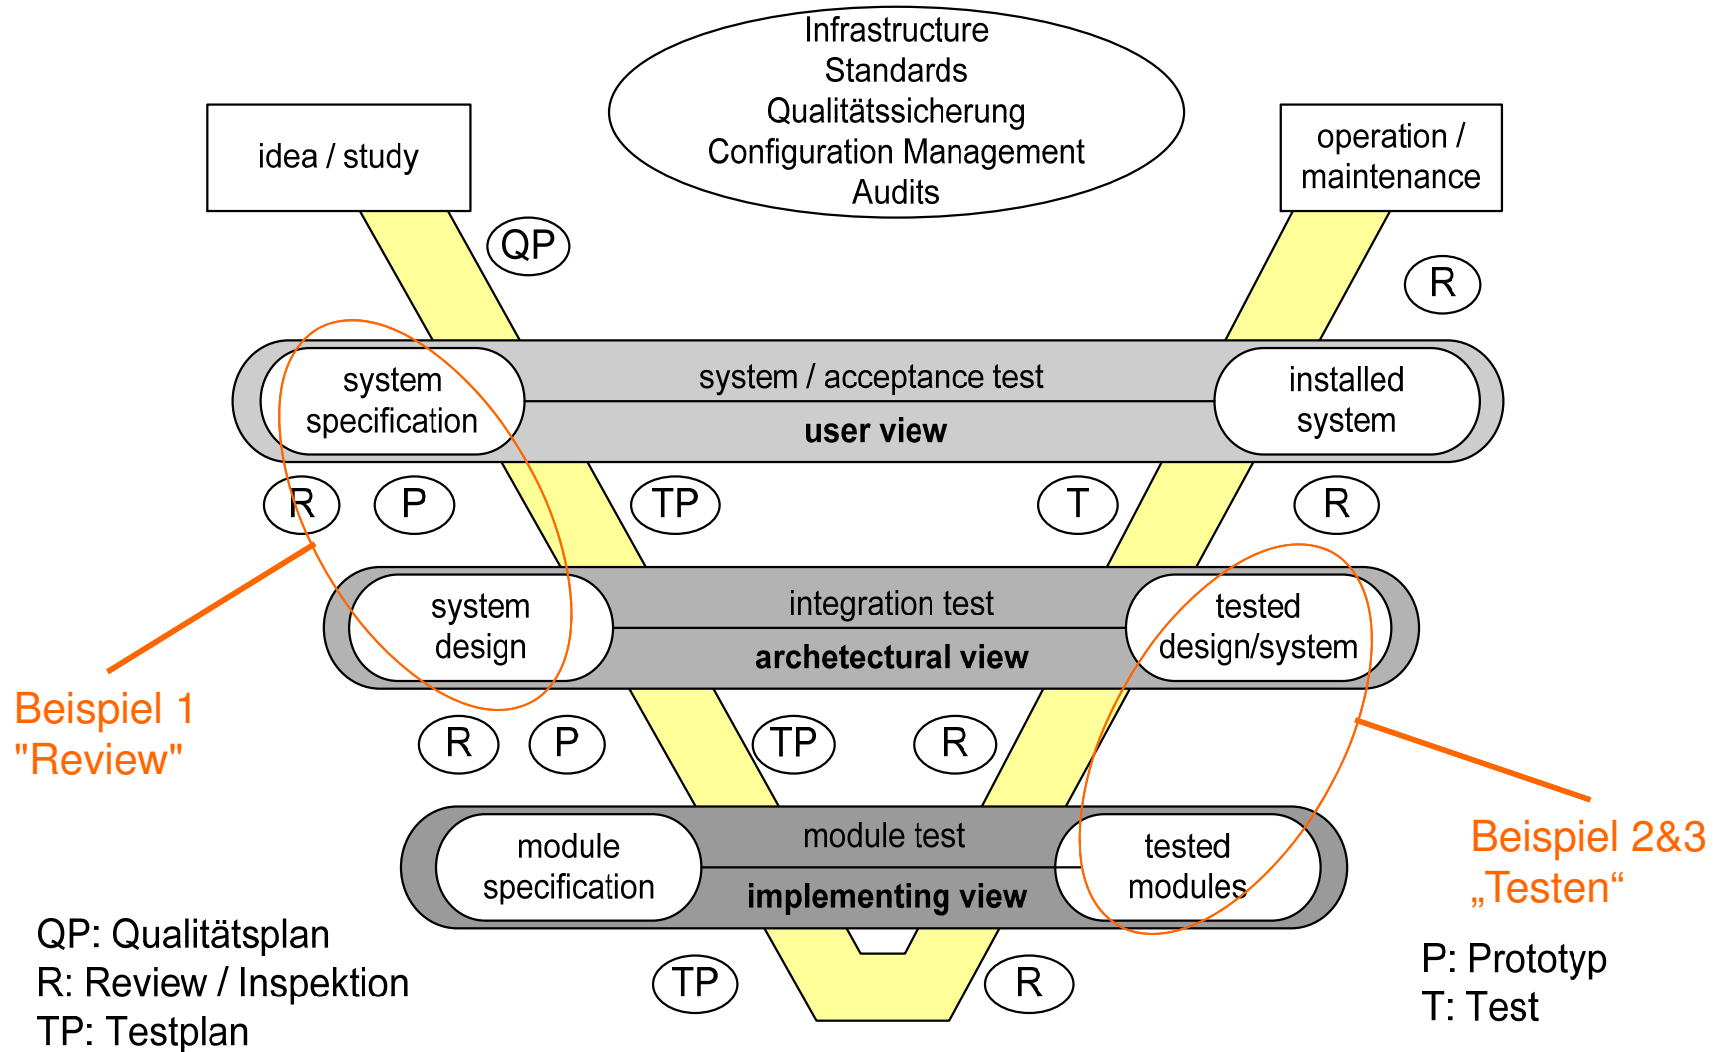 Infrastructure
Standards
Qualitätssicherung
Configuration Management
Audits
idea / study
operation /
maintenance
QP
R
system
specification
system / acceptance test
user view
installed
system
R
P
TP
T
R
system
design
integration test
archetectural view
tested
design/system
Beispiel 1
"Review"
R
P
TP
R
module
specification
module test
implementing view
tested
modules
Beispiel 2&3
„Testen“
QP: Qualitätsplan
R: Review / Inspektion
TP: Testplan
TP
R
P: Prototyp
T: Test